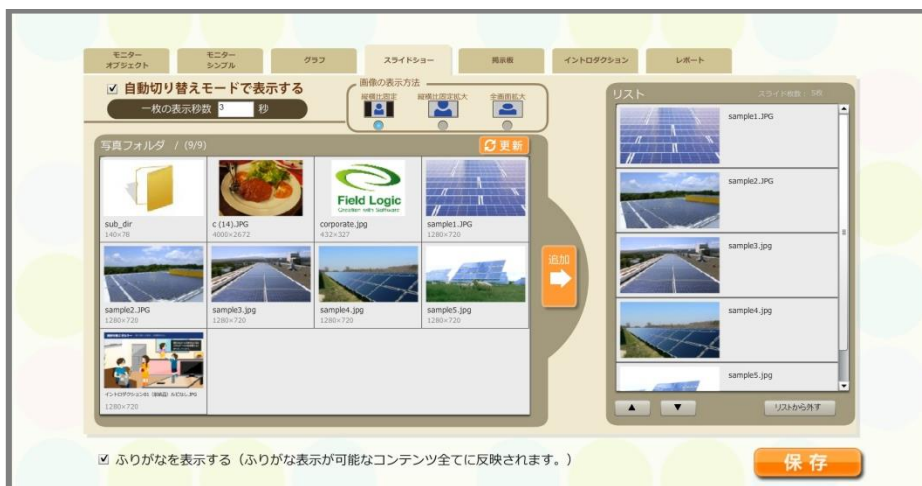 モニター
オブジェクト
モニター
シンプル
グラフ
スライドショー
掲示板
イントロダクション
レポート
自動切り替えモードで表示する
一枚の表示秒数 3 秒
画像の表示方法
縦横比固定 縦横比固定拡大 全画面拡大
写真フォルダ / (9/9)
更新
sub_dir
140×78
c (14).JPG
4000×2672
Field Logic
Creation with Software
corporate.jpg
432×327
sample1.JPG
1280×720
sample2.JPG
1280×720
sample3.jpg
1280×720
sample4.jpg
1280×720
sample5.jpg
1280×720
1280×720
追加
リスト スライド枚数: 5枚
sample1.JPG
sample2.JPG
sample3.jpg
sample4.jpg
sample5.jpg
▲ ▼ リストから外す
ふりがなを表示する（ふりがな表示が可能なコンテンツ全てに反映されます。）
保存